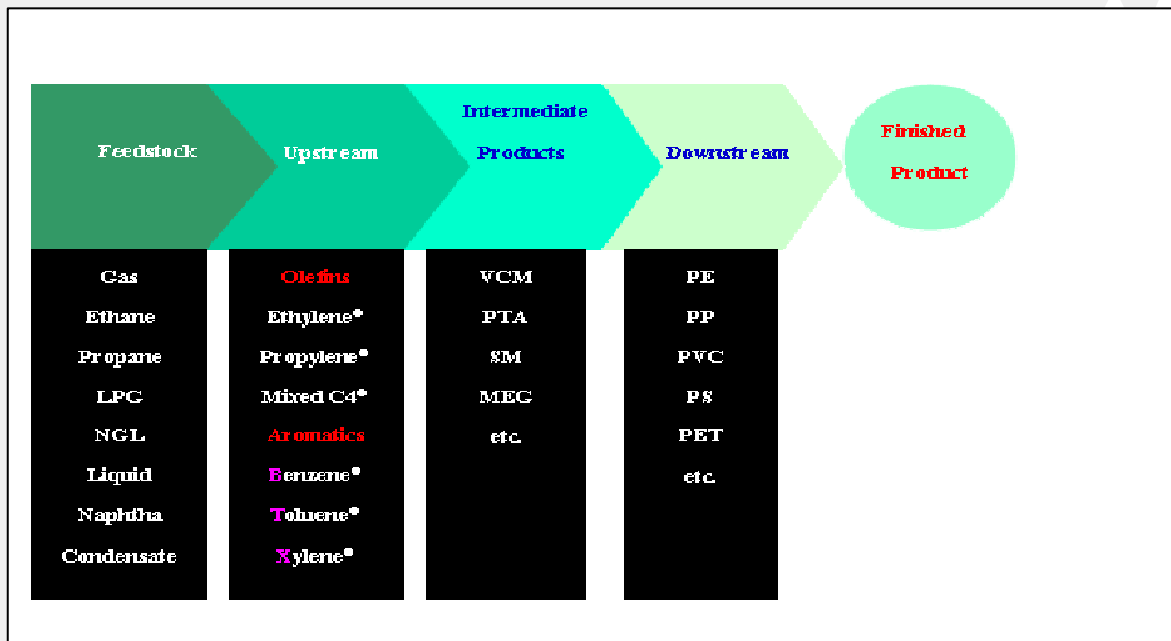 Feedstock
Upstream
Intermediate
Products
Downstream
Finished
Product
Gas
Ethane
Propane
LPG
NGL
Liquid
Naphtha
Condensate
Olefins
Ethylene*
Propylene*
Mixed C4*
Aromatics
Benzene*
Toluene*
Xylene*
VCM
PTA
SM
MEG
etc.
PE
PP
PVC
PS
PET
etc.